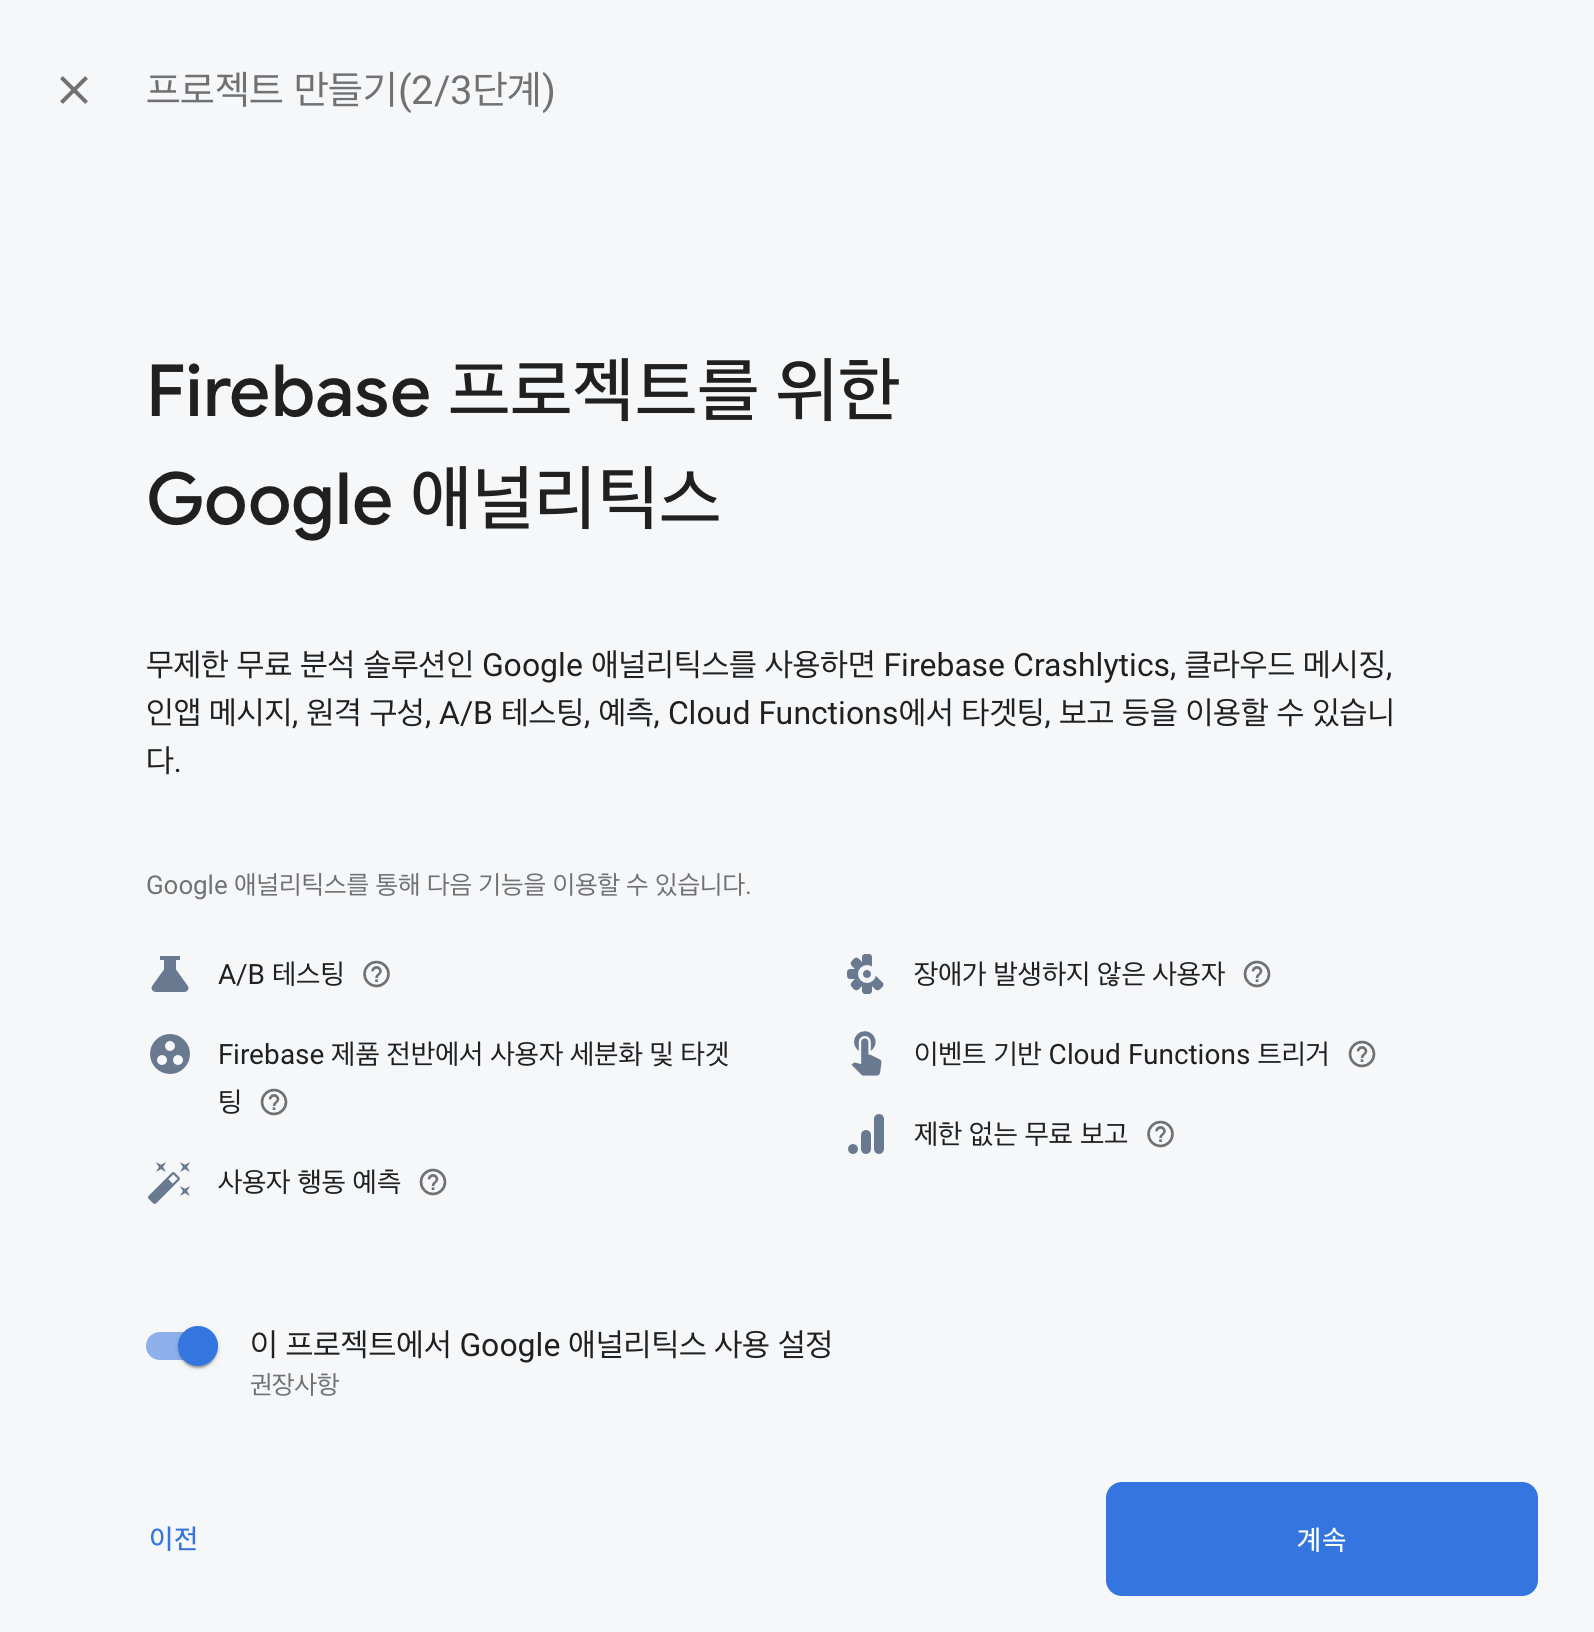 프로젝트 만들기(2/3단계)
Firebase 프로젝트를 위한
Google 애널리틱스
무제한 무료 분석 솔루션인 Google 애널리틱스를 사용하면 Firebase Crashlytics, 클라우드 메시징,
인앱 메시지, 원격 구성, A/B 테스팅, 예측, Cloud Functions에서 타겟팅, 보고 등을 이용할 수 있습니
다.
Google 애널리틱스를 통해 다음 기능을 이용할 수 있습니다.
A/B 테스팅
Firebase 제품 전반에서 사용자 세분화 및 타겟
팅
사용자 행동 예측
장애가 발생하지 않은 사용자
이벤트 기반 Cloud Functions 트리거
제한 없는 무료 보고
이 프로젝트에서 Google 애널리틱스 사용 설정
권장사항
이전
계속